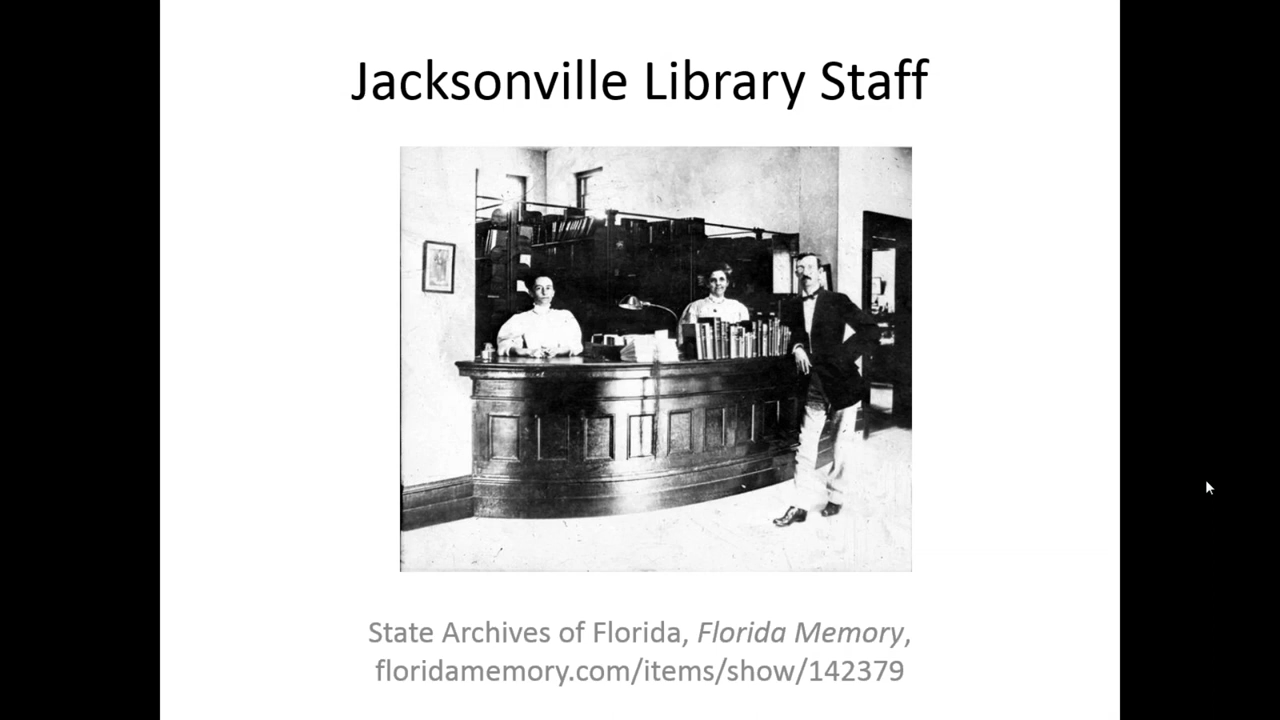 Jacksonville Library Staff
State Archives of Florida, Florida Memory,
floridamemory.com/items/show/142379